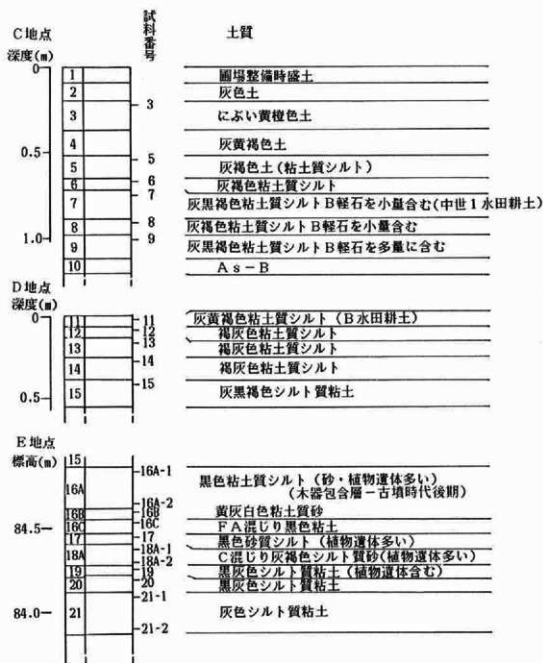 C地点
深度(m)
試料番号
土質
0
1 圃場整備時盛土
2 灰色土
3 3 にぶい黄橙色土
4 灰黄褐色土
0.5
5 5 灰褐色土(粘土質シルト)
6 6 灰褐色粘土質シルト
7 7 灰黒褐色粘土質シルトB軽石を小量含む(中世1水田耕土)
8 8 灰褐色粘土質シルトB軽石を小量含む
1.0
9 9 灰黒褐色粘土質シルトB軽石を多量に含む
10 As-B
D地点
深度(m)
0
11 11 灰黄褐色粘土質シルト(B水田耕土)
12 12 褐灰色粘土質シルト
13 13 褐灰色粘土質シルト
14 14 褐灰色粘土質シルト
15 15 灰黒褐色シルト質粘土
0.5
E地点
標高(m)
15
16A 16A-1 黒色粘土質シルト(砂・植物遺体多い)
(木器包含層-古墳時代後期)
16A-2
16B 16B 黄灰白色粘土質砂
84.5
16C 16C FA混じり黒色粘土
17 17 黒色砂質シルト(植物遺体多い)
18A 18A-1 C混じり灰褐色シルト質砂(植物遺体多い)
18A-2
19 19 黒灰色シルト質粘土(植物遺体含む)
20 20 黒灰色シルト質粘土
84.0
21 21-1 灰色シルト質粘土
21-2